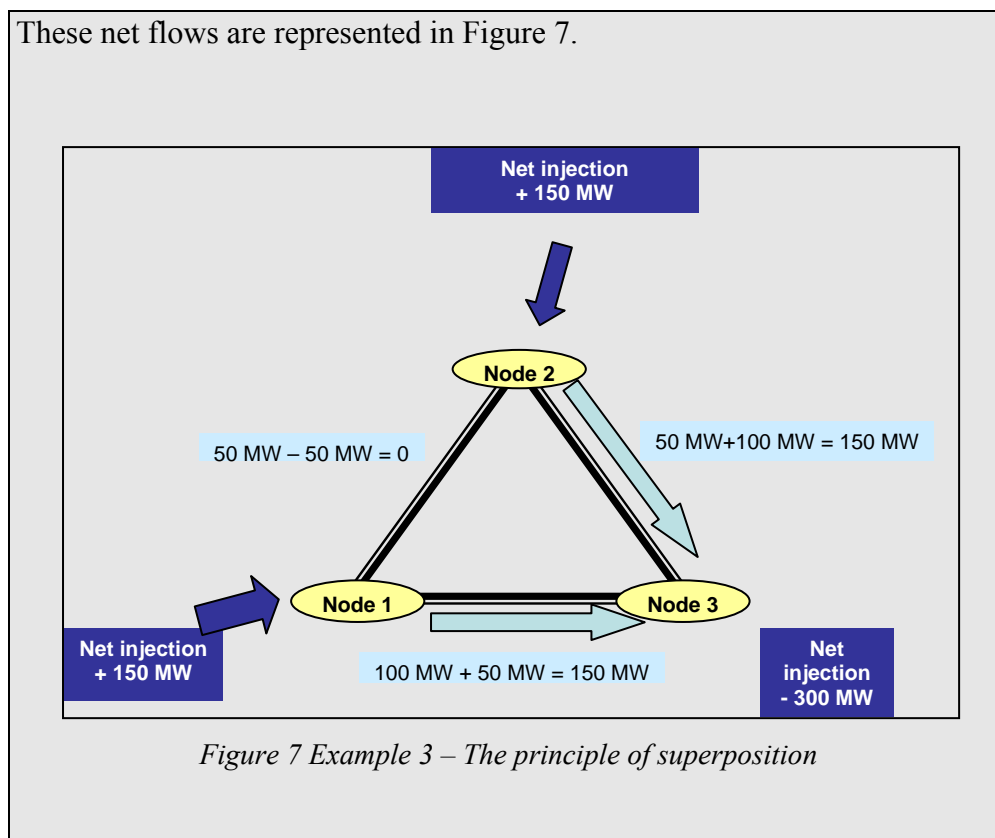 These net flows are represented in Figure 7.
Net injection
+ 150 MW
Node 2
50 MW – 50 MW = 0
50 MW+100 MW = 150 MW
Node 1
Node 3
Net injection
+ 150 MW
100 MW + 50 MW = 150 MW
Net
injection
- 300 MW
Figure 7 Example 3 – The principle of superposition